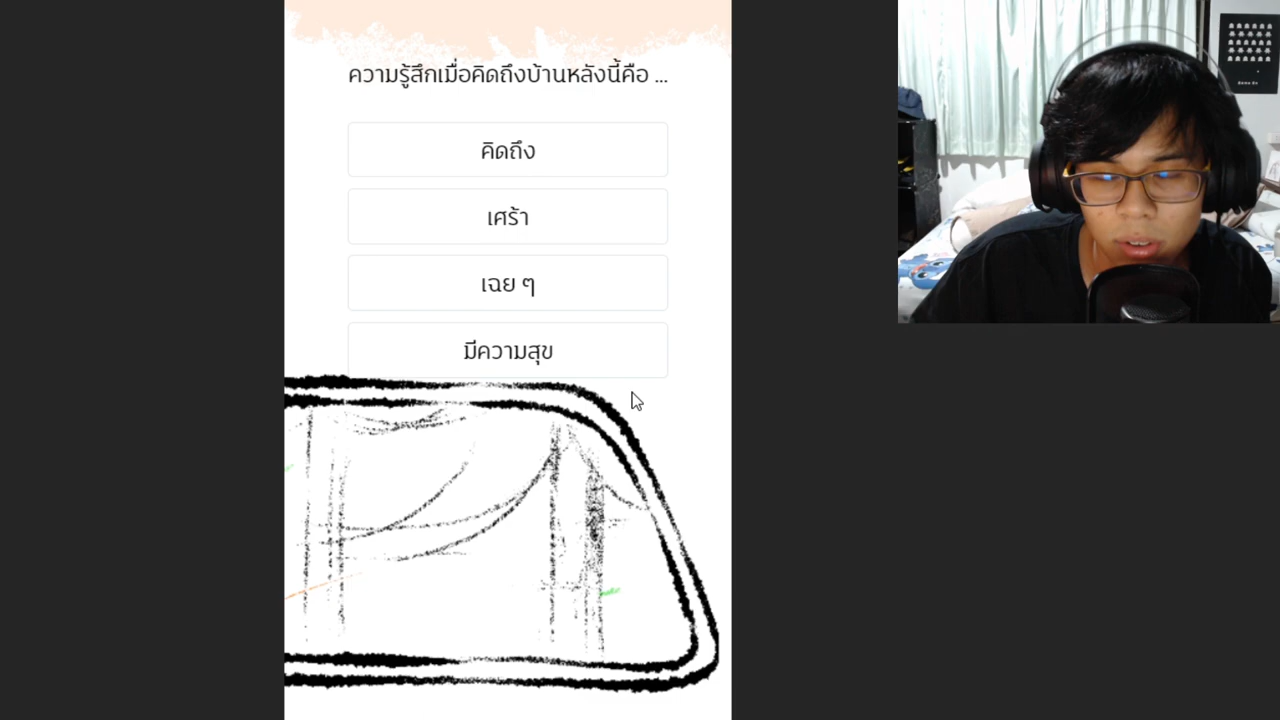 ความรู้สึกเมื่อคิดถึงบ้านหลังนี้คือ ...
คิดถึง
เศร้า
เฉย ๆ
มีความสุข